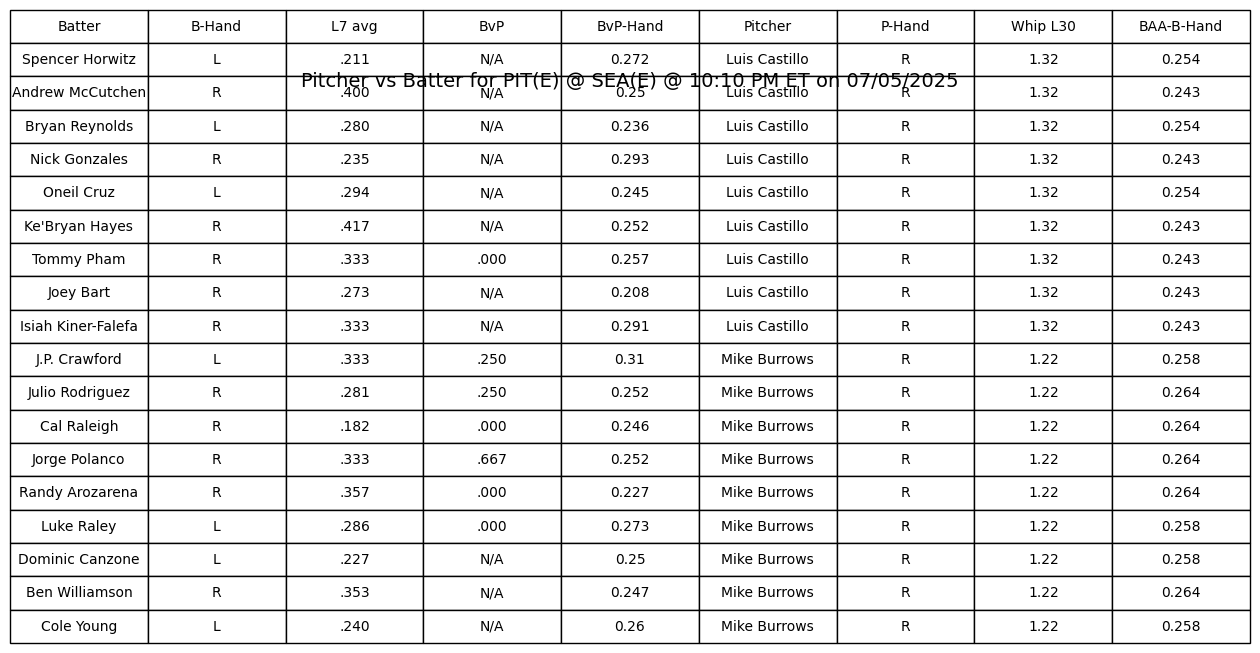 Batter B-Hand L7 avg BvP BvP-Hand Pitcher P-Hand Whip L30 BAA-B-Hand
Spencer Horwitz L .211 N/A 0.272 Luis Castillo R 1.32 0.254
Pitcher vs Batter for PIT(E) @ SEA(E) @ 10:10 PM ET on 07/05/2025
Andrew McCutchen R .400 N/A 0.25 Luis Castillo R 1.32 0.243
Bryan Reynolds L .280 N/A 0.236 Luis Castillo R 1.32 0.254
Nick Gonzales R .235 N/A 0.293 Luis Castillo R 1.32 0.243
Oneil Cruz L .294 N/A 0.245 Luis Castillo R 1.32 0.254
Ke'Bryan Hayes R .417 N/A 0.252 Luis Castillo R 1.32 0.243
Tommy Pham R .333 .000 0.257 Luis Castillo R 1.32 0.243
Joey Bart R .273 N/A 0.208 Luis Castillo R 1.32 0.243
Isiah Kiner-Falefa R .333 N/A 0.291 Luis Castillo R 1.32 0.243
J.P. Crawford L .333 .250 0.31 Mike Burrows R 1.22 0.258
Julio Rodriguez R .281 .250 0.252 Mike Burrows R 1.22 0.264
Cal Raleigh R .182 .000 0.246 Mike Burrows R 1.22 0.264
Jorge Polanco R .333 .667 0.252 Mike Burrows R 1.22 0.264
Randy Arozarena R .357 .000 0.227 Mike Burrows R 1.22 0.264
Luke Raley L .286 .000 0.273 Mike Burrows R 1.22 0.258
Dominic Canzone L .227 N/A 0.25 Mike Burrows R 1.22 0.258
Ben Williamson R .353 N/A 0.247 Mike Burrows R 1.22 0.264
Cole Young L .240 N/A 0.26 Mike Burrows R 1.22 0.258